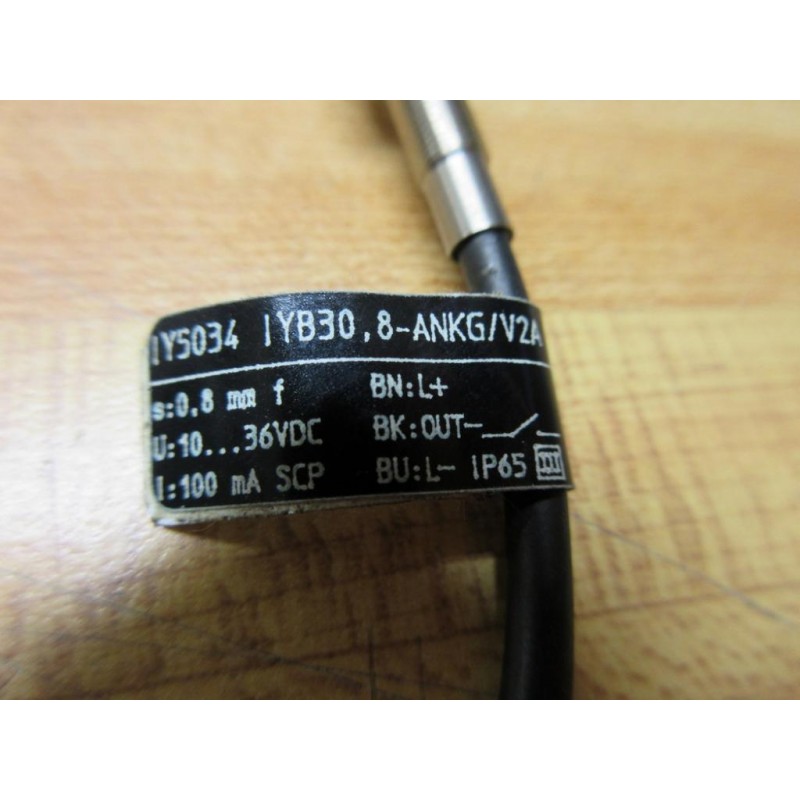 IY5034 IYB30,8-ANKG/V2A
s:0.8 mm f BN:L+
U:10...36VDC BK:OUT
I:100 mA SCP BU:L- IP65